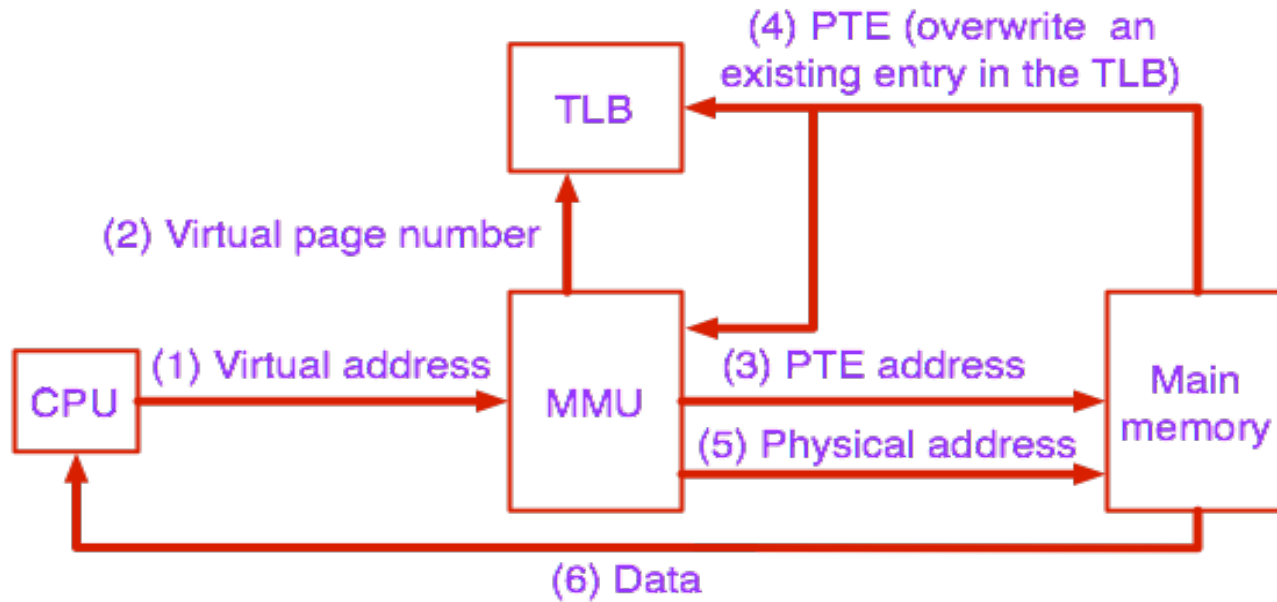 (4) PTE (overwrite an
existing entry in the TLB)
TLB
(2) Virtual page number
(1) Virtual address
(3) PTE address
CPU
MMU
Main
memory
(5) Physical address
(6) Data